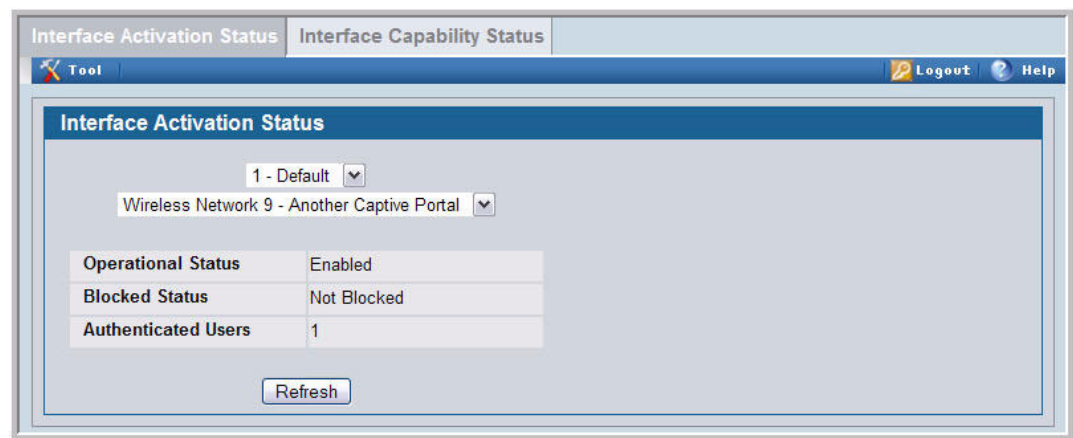 Interface Activation Status Interface Capability Status
Tool Logout Help
Interface Activation Status
1 - Default
Wireless Network 9 - Another Captive Portal
Operational Status Enabled
Blocked Status Not Blocked
Authenticated Users 1
Refresh